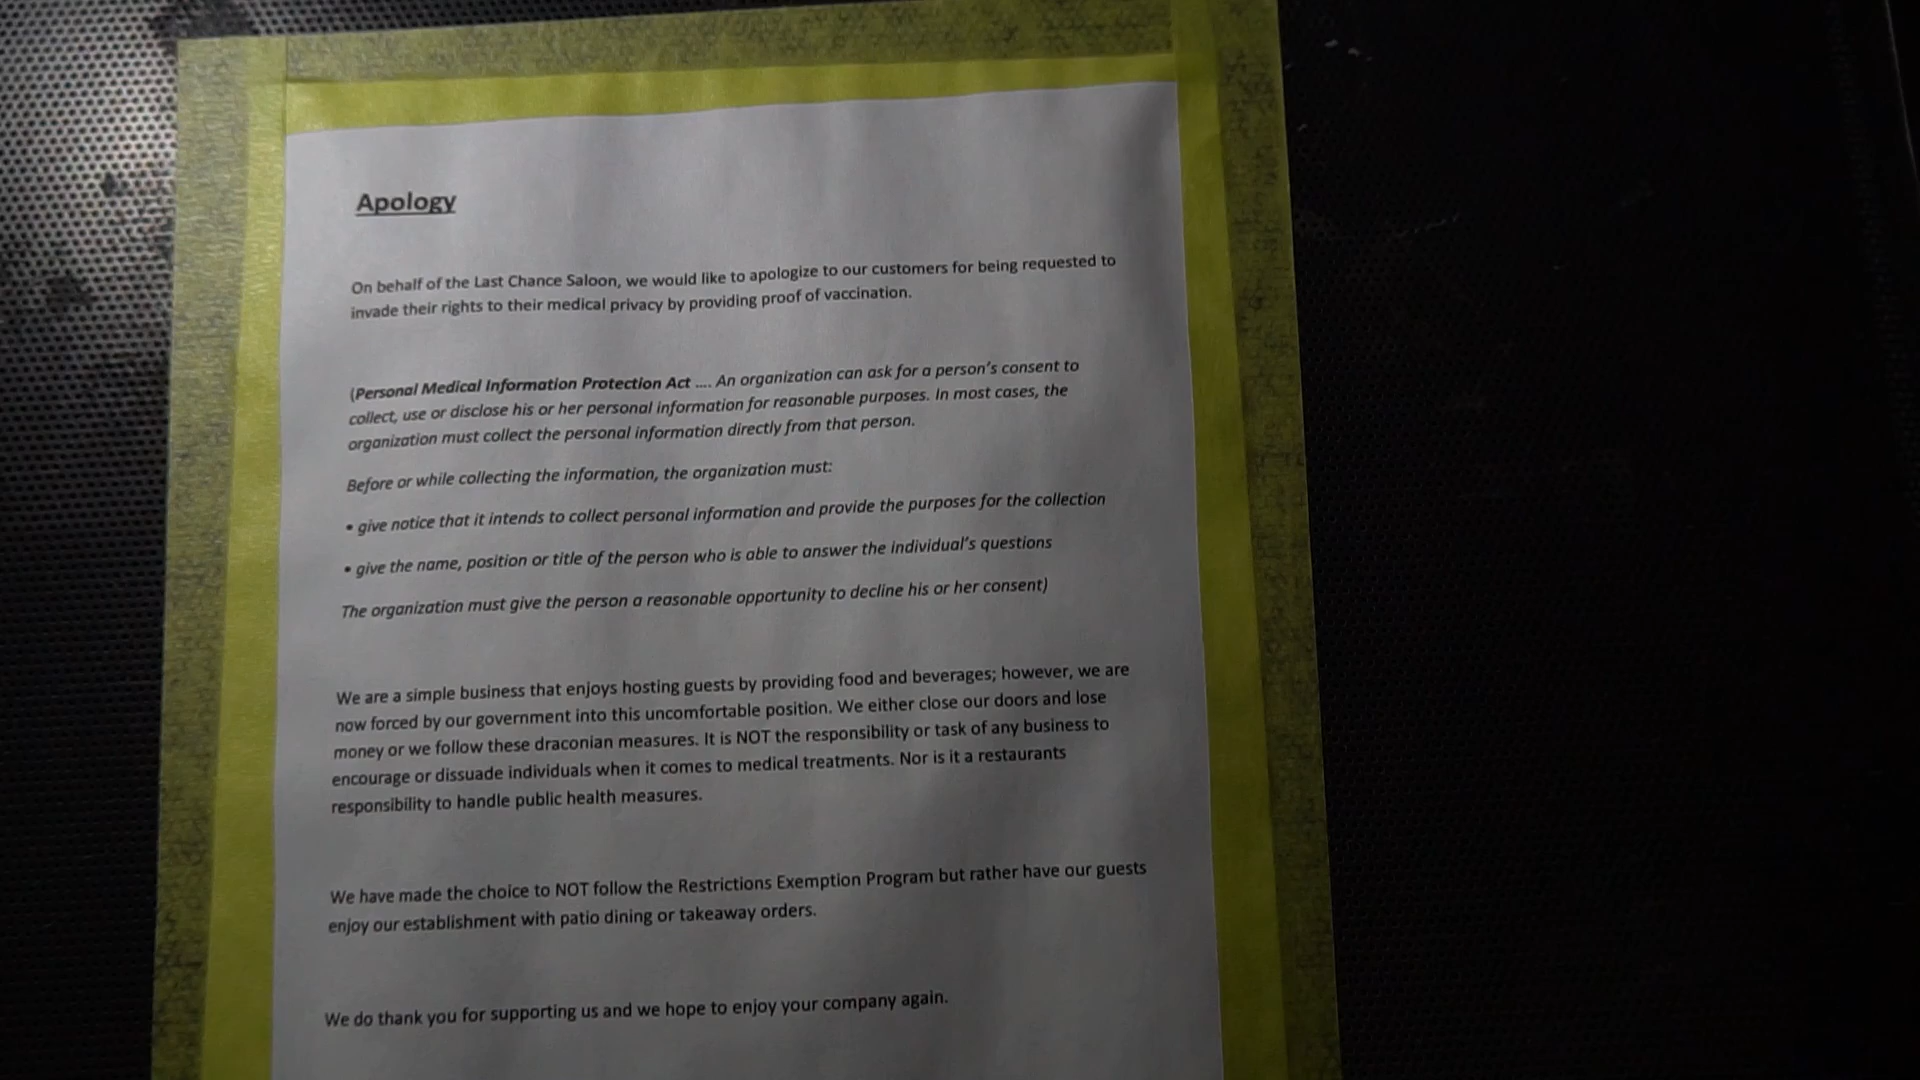 Apology
On behalf of the Last Chance Saloon, we would like to apologize to our customers for being requested to
invade their rights to their medical privacy by providing proof of vaccination.
(Personal Medical Information Protection Act .... An organization can ask for a person's consent to
collect, use or disclose his or her personal information for reasonable purposes. In most cases, the
organization must collect the personal information directly from that person.
Before or while collecting the information, the organization must:
• give notice that it intends to collect personal information and provide the purposes for the collection
• give the name, position or title of the person who is able to answer the individual's questions
The organization must give the person a reasonable opportunity to decline his or her consent)
We are a simple business that enjoys hosting guests by providing food and beverages; however, we are
now forced by our government into this uncomfortable position. We either close our doors and lose
money or we follow these draconian measures. It is NOT the responsibility or task of any business to
encourage or dissuade individuals when it comes to medical treatments. Nor is it a restaurants
responsibility to handle public health measures.
We have made the choice to NOT follow the Restrictions Exemption Program but rather have our guests
enjoy our establishment with patio dining or takeaway orders.
We do thank you for supporting us and we hope to enjoy your company again.